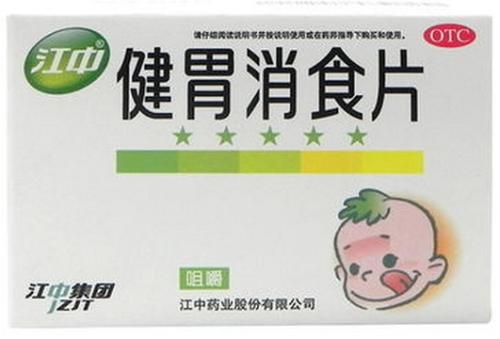 请仔细阅读说明书并按说明使用或在药师指导下购买和使用。
OTC
江中
健胃消食片
咀嚼
江中集团
JZJT
江中药业股份有限公司